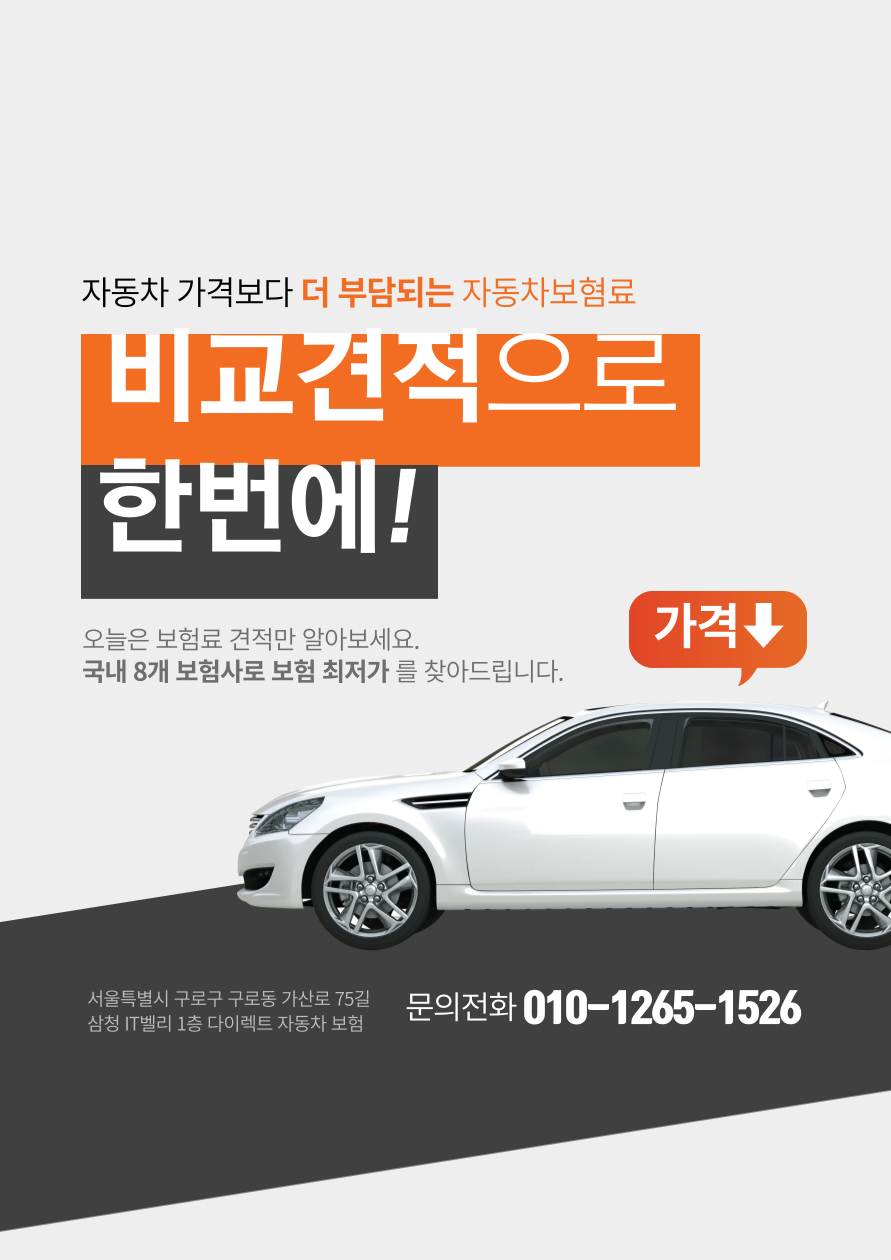 자동차 가격보다 더 부담되는 자동차보혐료
비교견적으로
한번에!
오늘은 보험료 견적만 알아보세요.
국내 8개 보험사로 보험 최저가 를 찾아드립니다.
가격
서울특별시 구로구 구로동 가산로 75길
삼청 IT벨리 1층 다이렉트 자동차 보험
문의전화 010-1265-1526